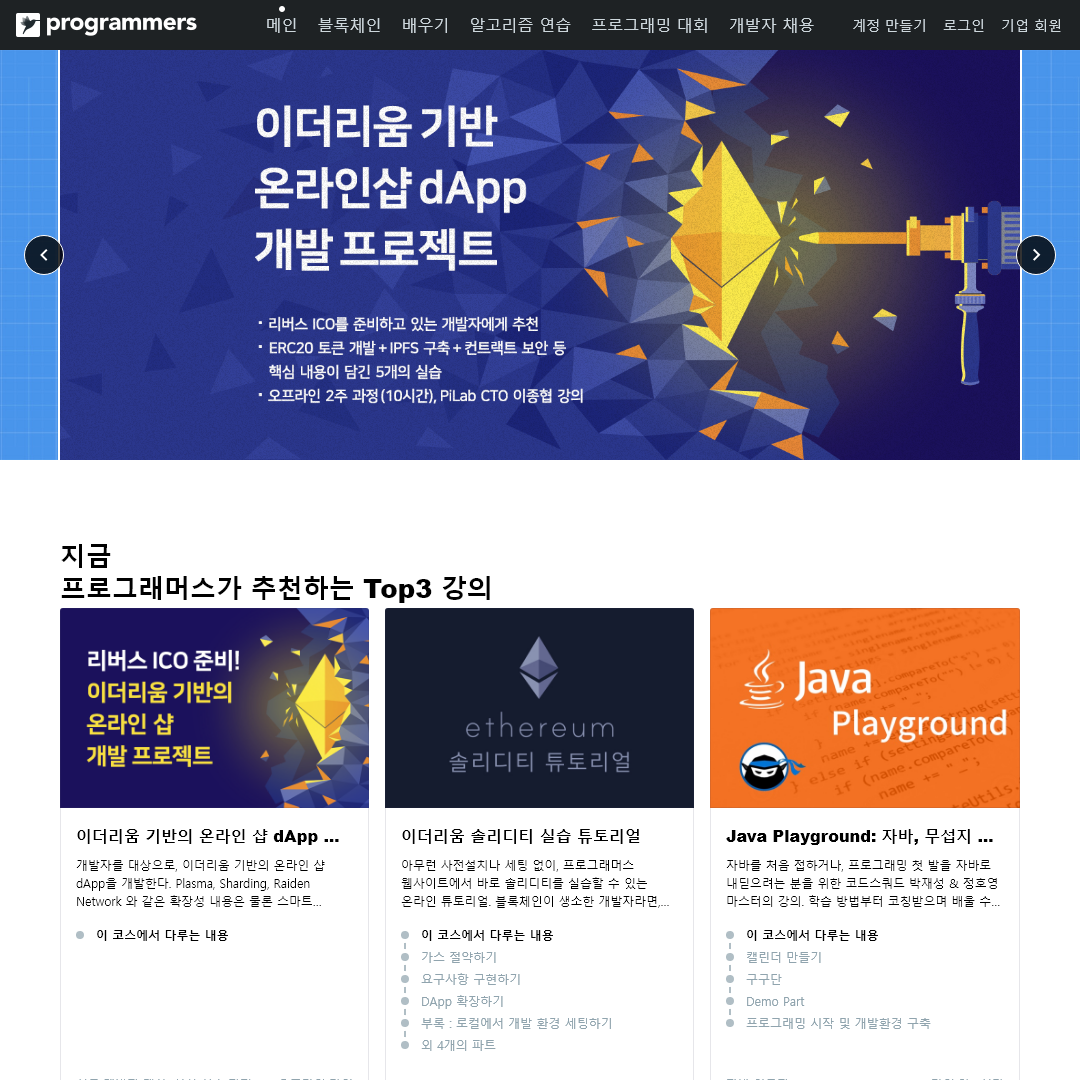 programmers
메인 블록체인 배우기 알고리즘 연습 프로그래밍 대회 개발자 채용 계정 만들기 로그인 기업 회원
이더리움 기반
온라인샵 dApp
개발 프로젝트
· 리버스 ICO를 준비하고 있는 개발자에게 추천
· ERC20 토큰 개발 + IPFS 구축 + 컨트랙트 보안 등
핵심 내용이 담긴 5개의 실습
· 오프라인 2주 과정 (10시간), PiLab CTO 이종협 강의
지금
프로그래머스가 추천하는 Top3 강의
리버스 ICO 준비!
이더리움 기반의
온라인 샵
개발 프로젝트
이더리움 기반의 온라인 샵 dApp ...
개발자를 대상으로, 이더리움 기반의 온라인 샵
dApp을 개발한다. Plasma, Sharding, Raiden
Network 와 같은 확장성 내용은 물론 스마트...
이 코스에서 다루는 내용
ethereum
솔리디티 튜토리얼
이더리움 솔리디티 실습 튜토리얼
아무런 사전설치나 세팅 없이, 프로그래머스
웹사이트에서 바로 솔리디티를 실습할 수 있는
온라인 튜토리얼. 블록체인이 생소한 개발자라면,...
이 코스에서 다루는 내용
가스 절약하기
요구사항 구현하기
DApp 확장하기
부록 : 로컬에서 개발 환경 세팅하기
외 4개의 파트
Java
Playground
Java Playground: 자바, 무섭지 ...
자바를 처음 접하거나, 프로그래밍 첫 발을 자바로
내딛으려는 분을 위한 코드스쿼드 박재성 & 정호영
마스터의 강의. 학습 방법부터 코칭받으며 배울 수...
이 코스에서 다루는 내용
캘린더 만들기
구구단
Demo Part
프로그래밍 시작 및 개발환경 구축